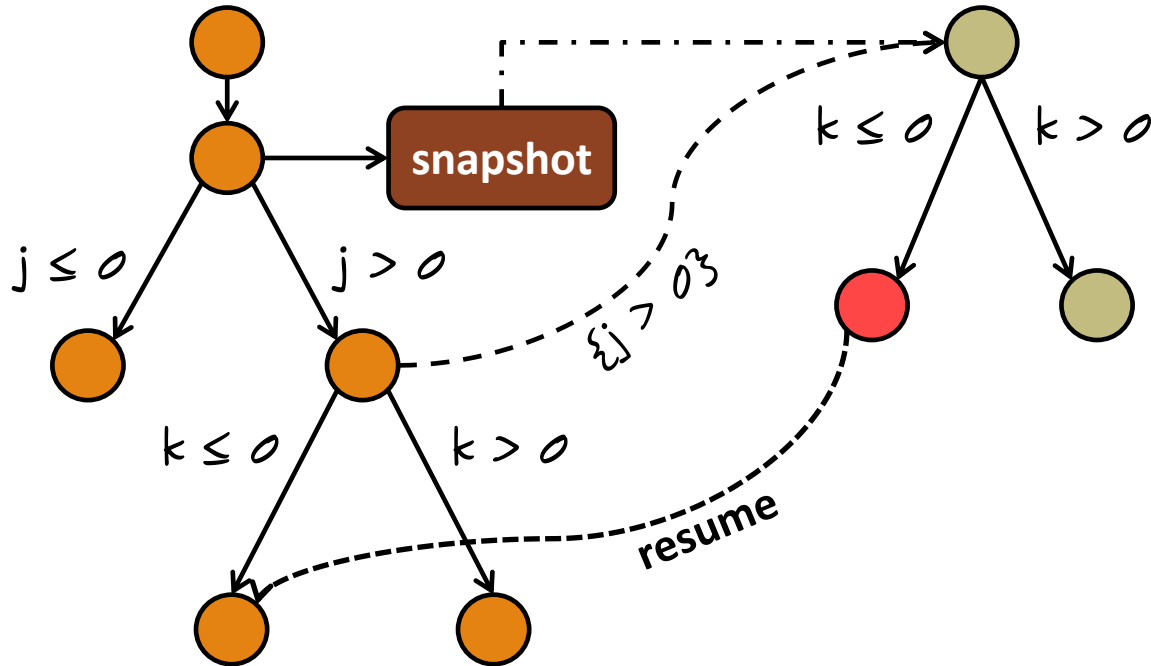 snapshot
k ≤ 0
k > 0
j ≤ 0
j > 0
{j > 0}
k ≤ 0
k > 0
resume